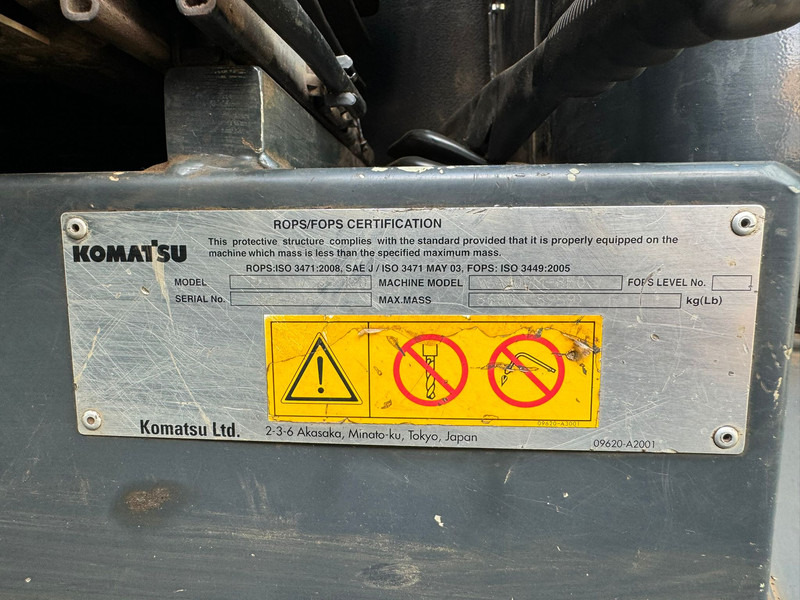 ROPS/FOPS CERTIFICATION
KOMATSU
This protective structure complies with the standard provided that it is properly equipped on the
machine which mass is less than the specified maximum mass.
ROPS:ISO 3471:2008, SAE J / ISO 3471 MAY 03, FOPS: ISO 3449:2005
MODEL MACHINE MODEL FOPS LEVEL No.
SERIAL No. MAX.MASS kg(Lb)
09620-A3001
Komatsu Ltd. 2-3-6 Akasaka, Minato-ku, Tokyo, Japan
09620-A2001